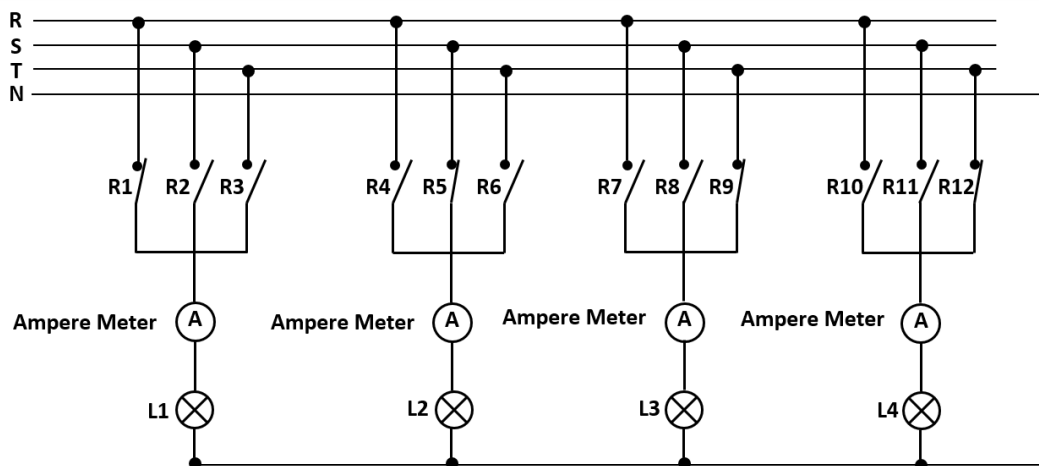 R
S
T
N
R1 R2 R3 R4 R5 R6 R7 R8 R9 R10 R11 R12
Ampere Meter A Ampere Meter A Ampere Meter A Ampere Meter A
L1 L2 L3 L4